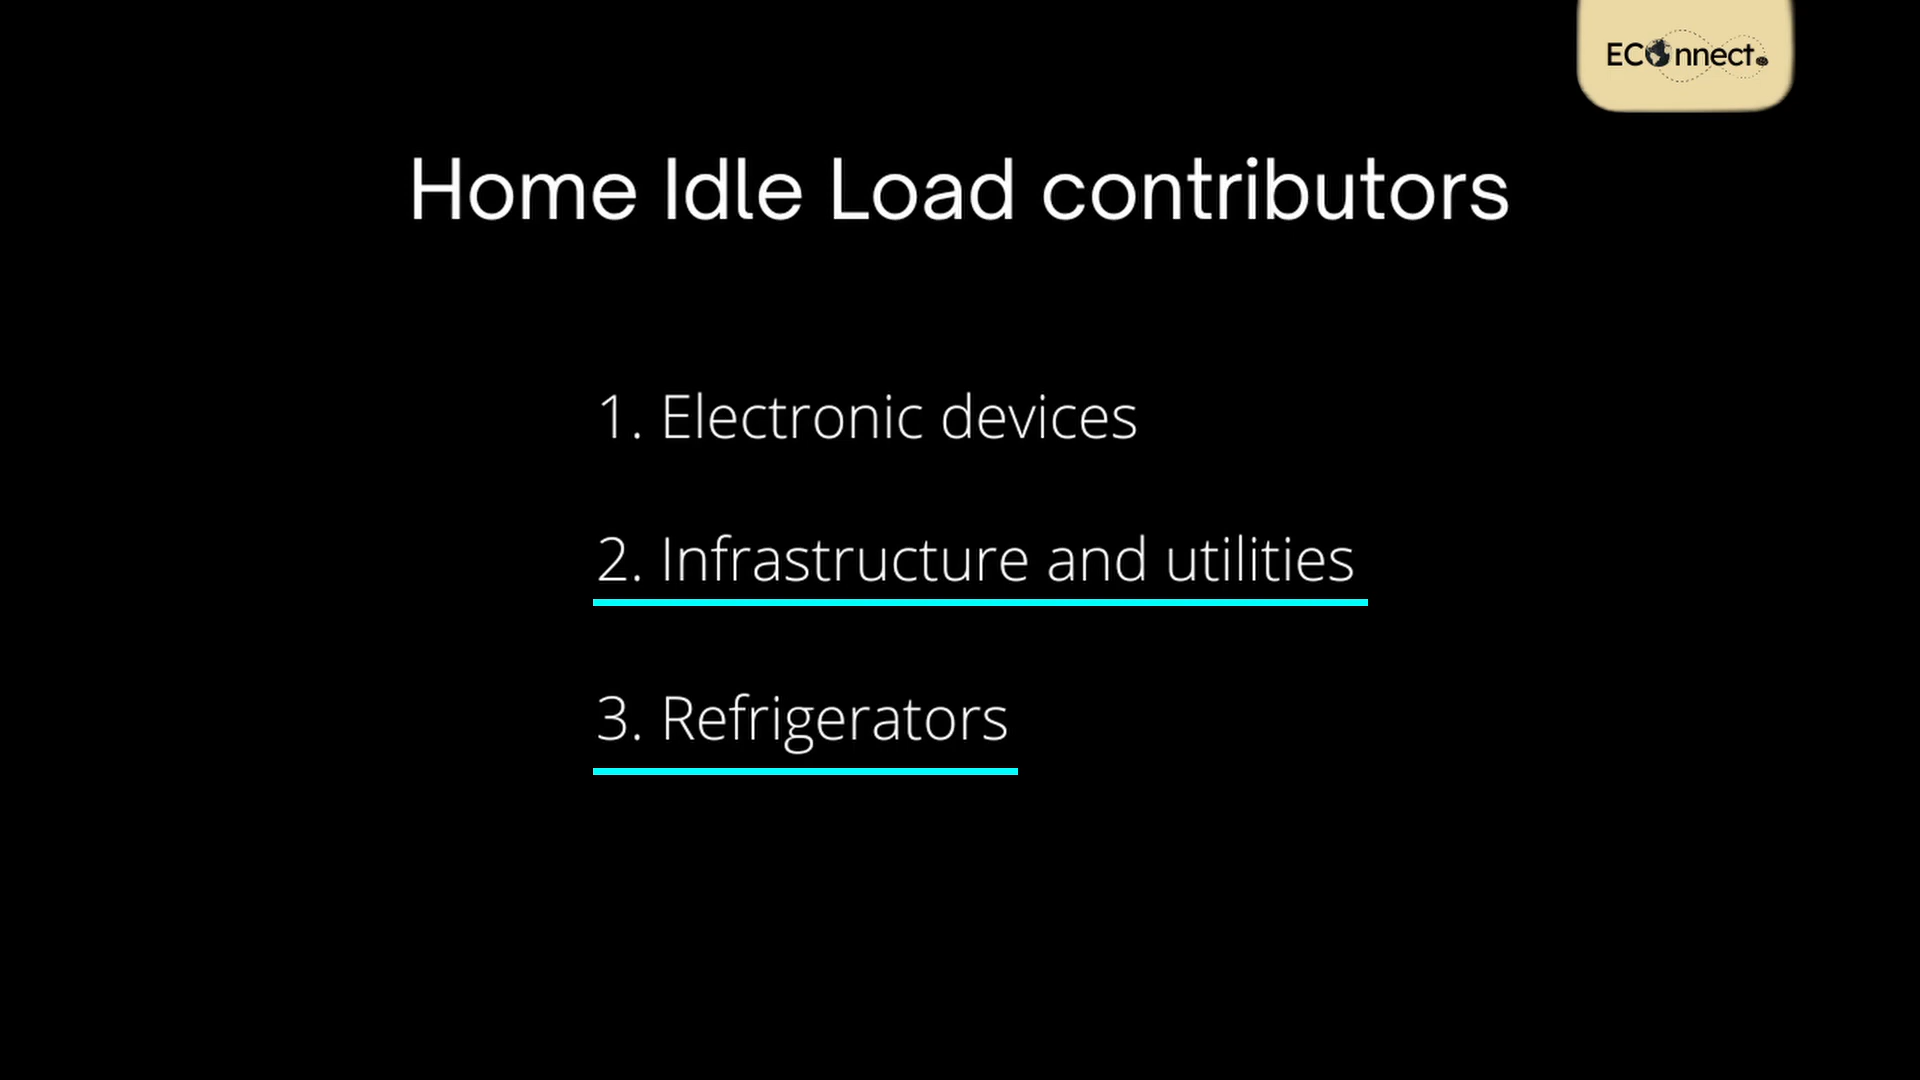 EConnect.
Home Idle Load contributors
1. Electronic devices
2. Infrastructure and utilities
3. Refrigerators